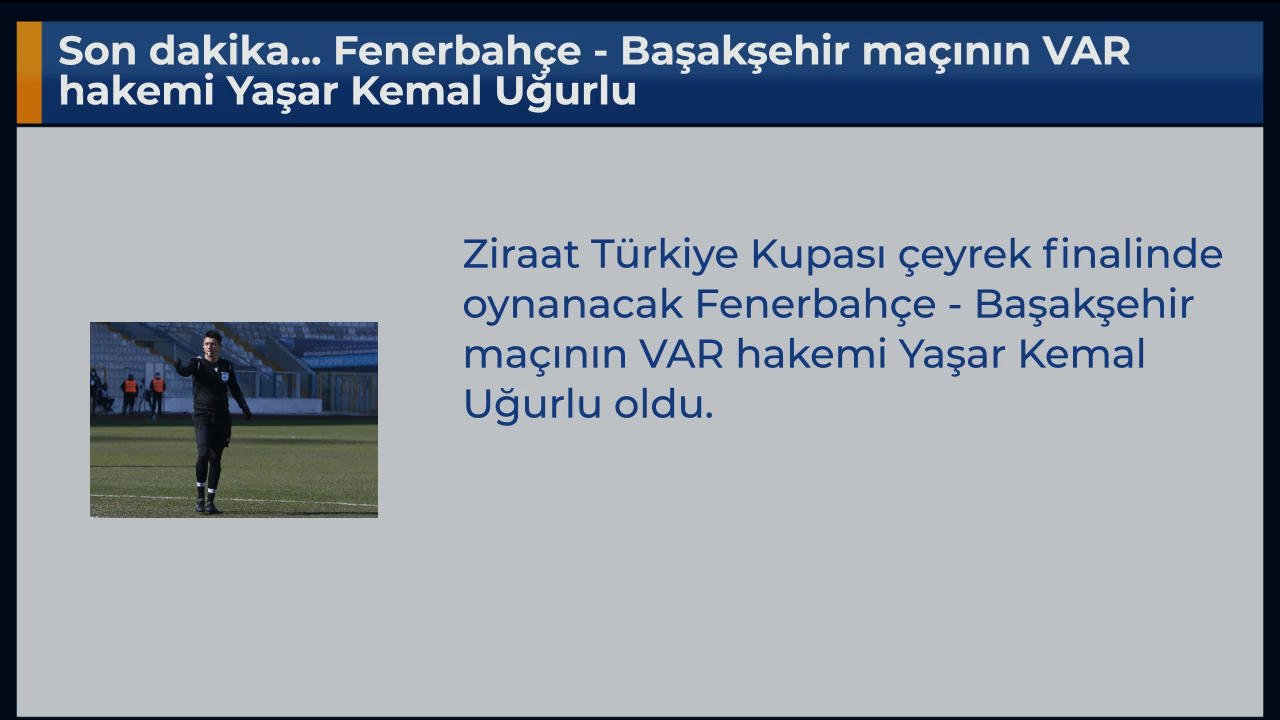 Son dakika... Fenerbahçe - Başakşehir maçının VAR
hakemi Yaşar Kemal Uğurlu
Ziraat Türkiye Kupası çeyrek finalinde
oynanacak Fenerbahçe - Başakşehir
maçının VAR hakemi Yaşar Kemal
Uğurlu oldu.